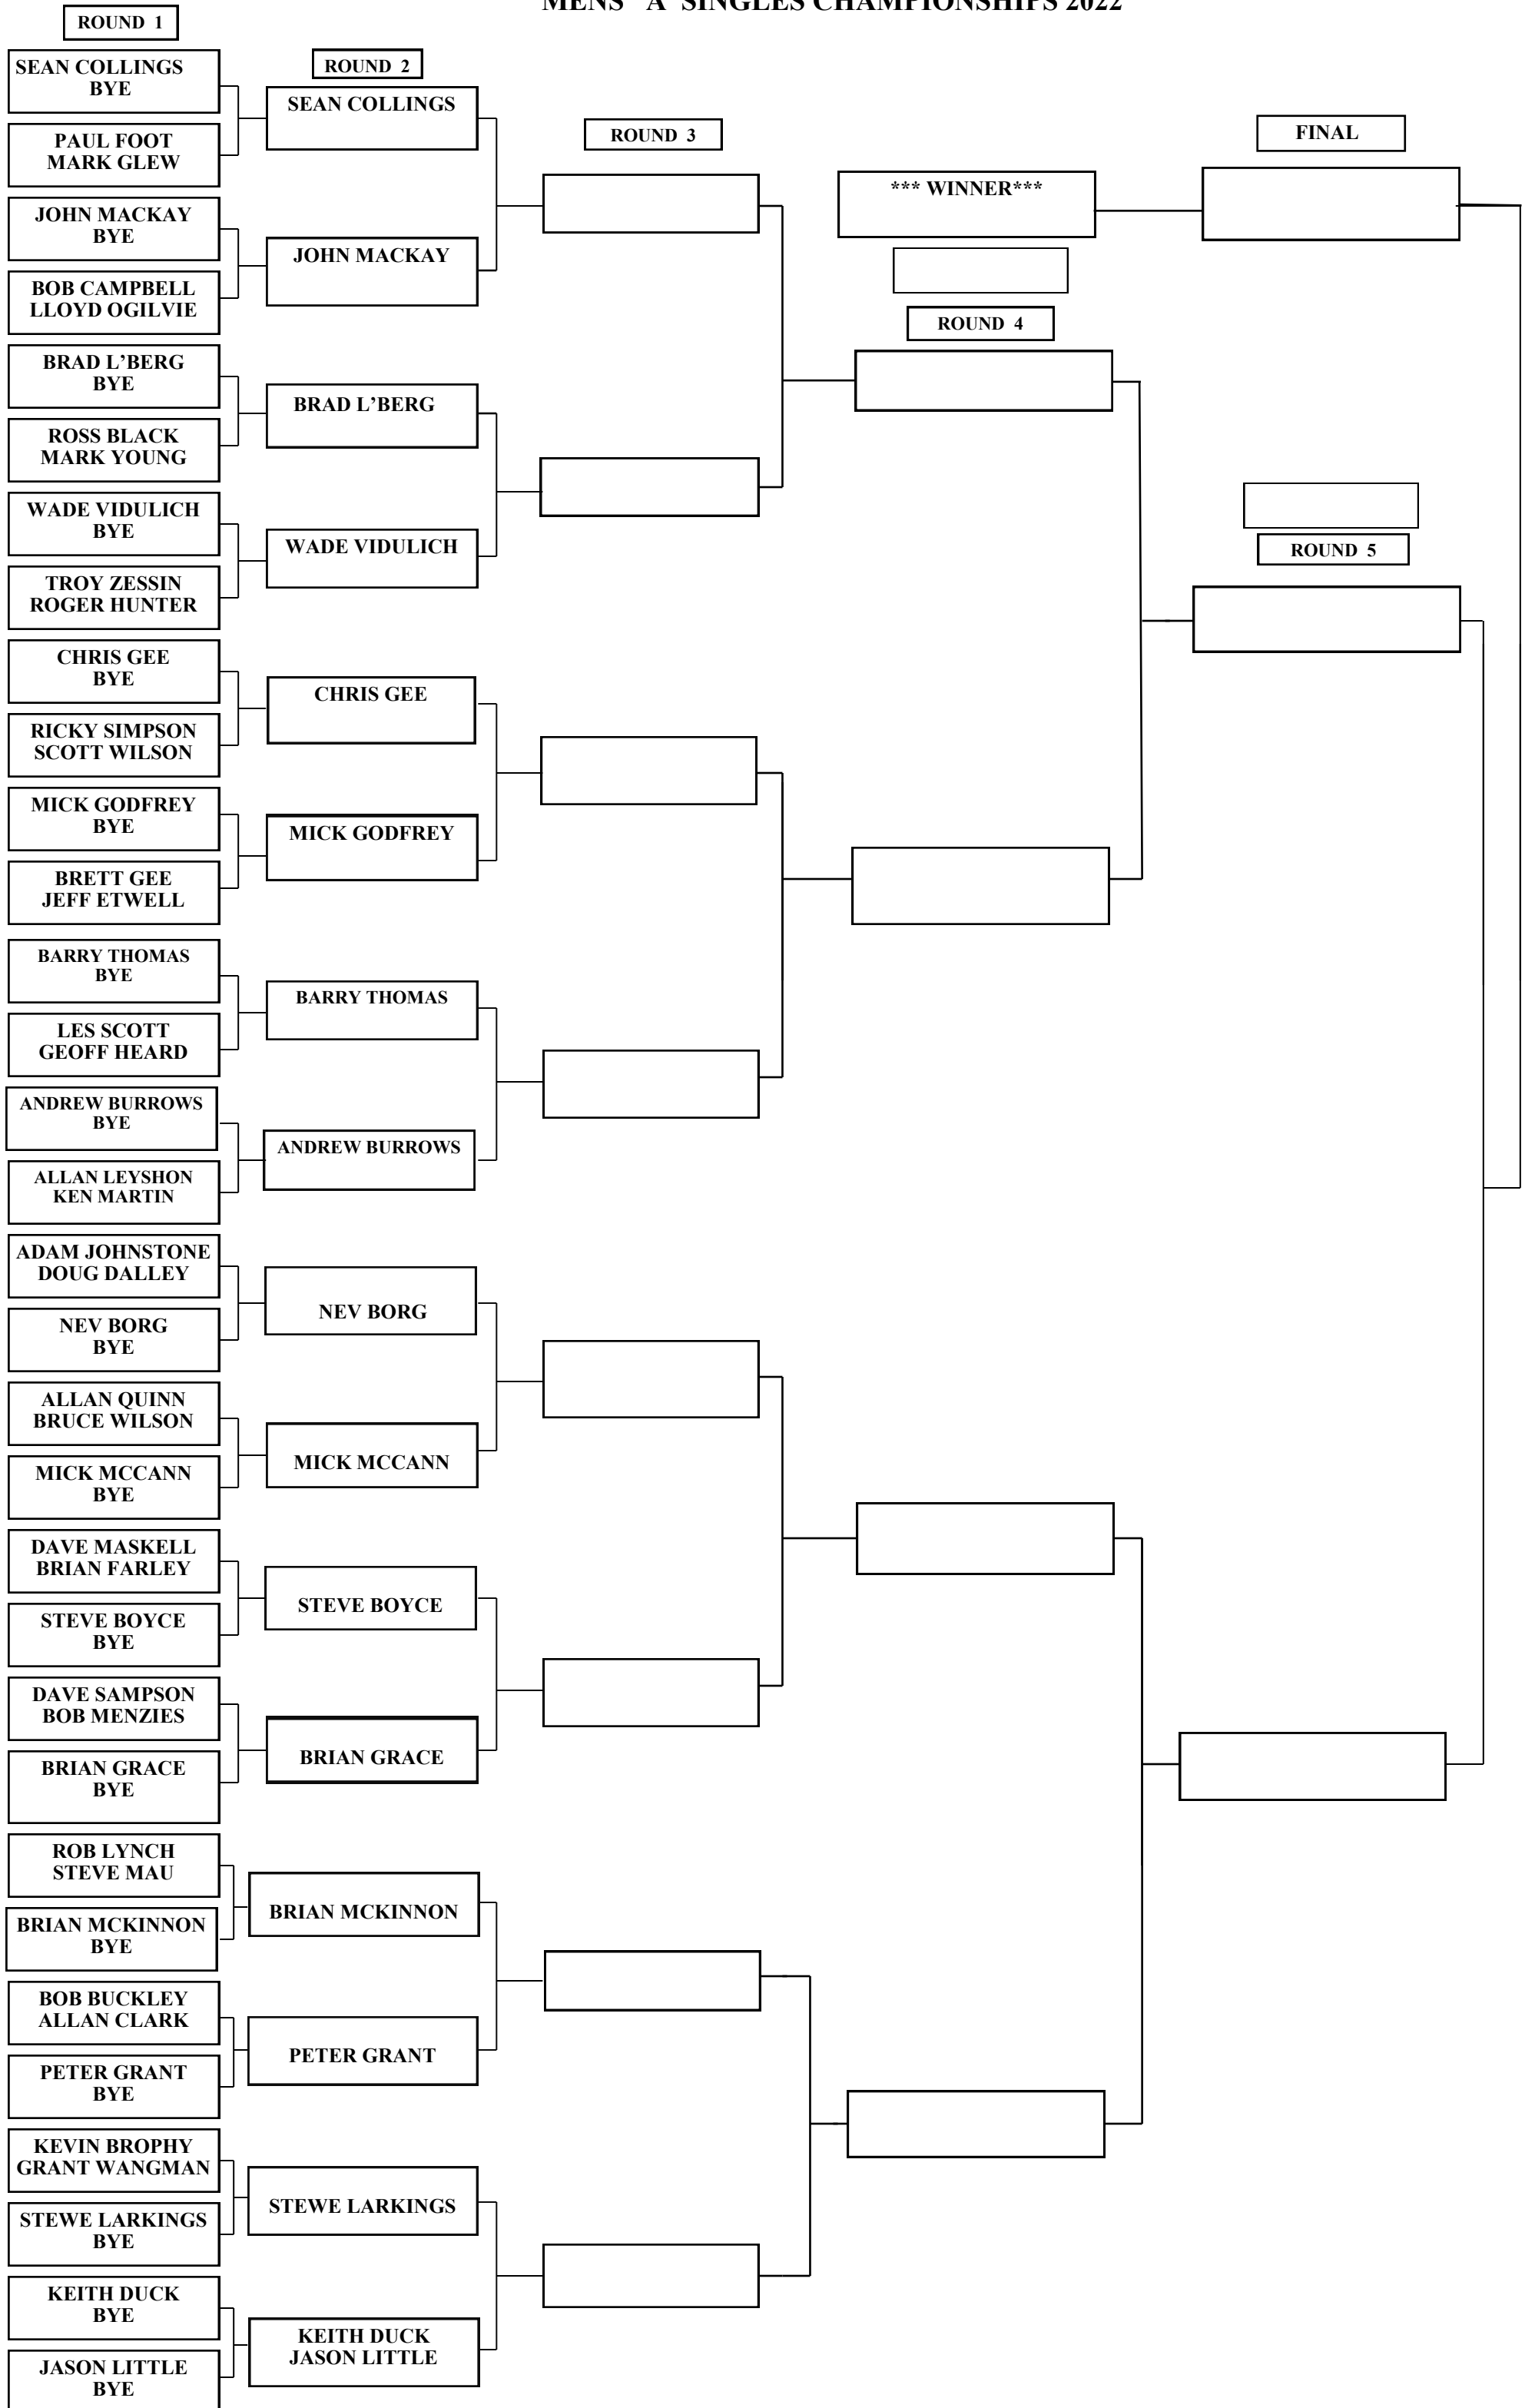 MENS "A" SINGLES CHAMPIONSHIPS 2022
ROUND 1
SEAN COLLINGS
BYE
PAUL FOOT
MARK GLEW
JOHN MACKAY
BYE
BOB CAMPBELL
LLOYD OGILVIE
BRAD L’BERG
BYE
ROSS BLACK
MARK YOUNG
WADE VIDULICH
BYE
TROY ZESSIN
ROGER HUNTER
CHRIS GEE
BYE
RICKY SIMPSON
SCOTT WILSON
MICK GODFREY
BYE
BRETT GEE
JEFF ETWELL
BARRY THOMAS
BYE
LES SCOTT
GEOFF HEARD
ANDREW BURROWS
BYE
ALLAN LEYSHON
KEN MARTIN
ADAM JOHNSTONE
DOUG DALLEY
NEV BORG
BYE
ALLAN QUINN
BRUCE WILSON
MICK MCCANN
BYE
DAVE MASKELL
BRIAN FARLEY
STEVE BOYCE
BYE
DAVE SAMPSON
BOB MENZIES
BRIAN GRACE
BYE
ROB LYNCH
STEVE MAU
BRIAN MCKINNON
BYE
BOB BUCKLEY
ALLAN CLARK
PETER GRANT
BYE
KEVIN BROPHY
GRANT WANGMAN
STEWE LARKINGS
BYE
KEITH DUCK
BYE
JASON LITTLE
BYE
ROUND 2
SEAN COLLINGS
JOHN MACKAY
BRAD L’BERG
WADE VIDULICH
CHRIS GEE
MICK GODFREY
BARRY THOMAS
ANDREW BURROWS
NEV BORG
MICK MCCANN
STEVE BOYCE
BRIAN GRACE
BRIAN MCKINNON
PETER GRANT
STEWE LARKINGS
KEITH DUCK
JASON LITTLE
ROUND 3
*** WINNER***
ROUND 4
FINAL
ROUND 5